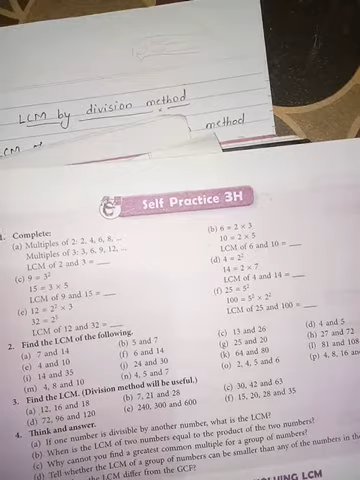 LCM by division method
method
Self Practice 3H
1. Complete:
(a) Multiples of 2: 2, 4, 6, 8, ...
Multiples of 3: 3, 6, 9, 12, ...
LCM of 2 and 3 = ____
(b) 6 = 2 × 3
10 = 2 × 5
LCM of 6 and 10 = ____
(c) 9 = 3²
15 = 3 × 5
LCM of 9 and 15 = ____
(d) 4 = 2²
14 = 2 × 7
LCM of 4 and 14 = ____
(e) 12 = 2² × 3
32 = 2⁵
LCM of 12 and 32 = ____
(f) 25 = 5²
100 = 5² × 2²
LCM of 25 and 100 = ____
2. Find the LCM of the following.
(a) 7 and 14 (b) 5 and 7 (c) 13 and 26 (d) 4 and 5
(e) 4 and 10 (f) 6 and 14 (g) 25 and 20 (h) 27 and 72
(i) 14 and 35 (j) 24 and 30 (k) 64 and 80 (l) 81 and 108
(m) 4, 8 and 10 (n) 4, 5 and 7 (o) 2, 4, 5 and 6 (p) 4, 8, 16 an
3. Find the LCM. (Division method will be useful.)
(a) 12, 16 and 18 (b) 7, 21 and 28 (c) 30, 42 and 63
(d) 72, 96 and 120 (e) 240, 300 and 600 (f) 15, 20, 28 and 35
4. Think and answer.
(a) If one number is divisible by another number, what is the LCM?
(b) When is the LCM of two numbers equal to the product of the two numbers?
(c) Why cannot you find a greatest common multiple for a group of numbers?
(d) Tell whether the LCM of a group of numbers can be smaller than any of the numbers in the
the LCM differ from the GCF?
LCM